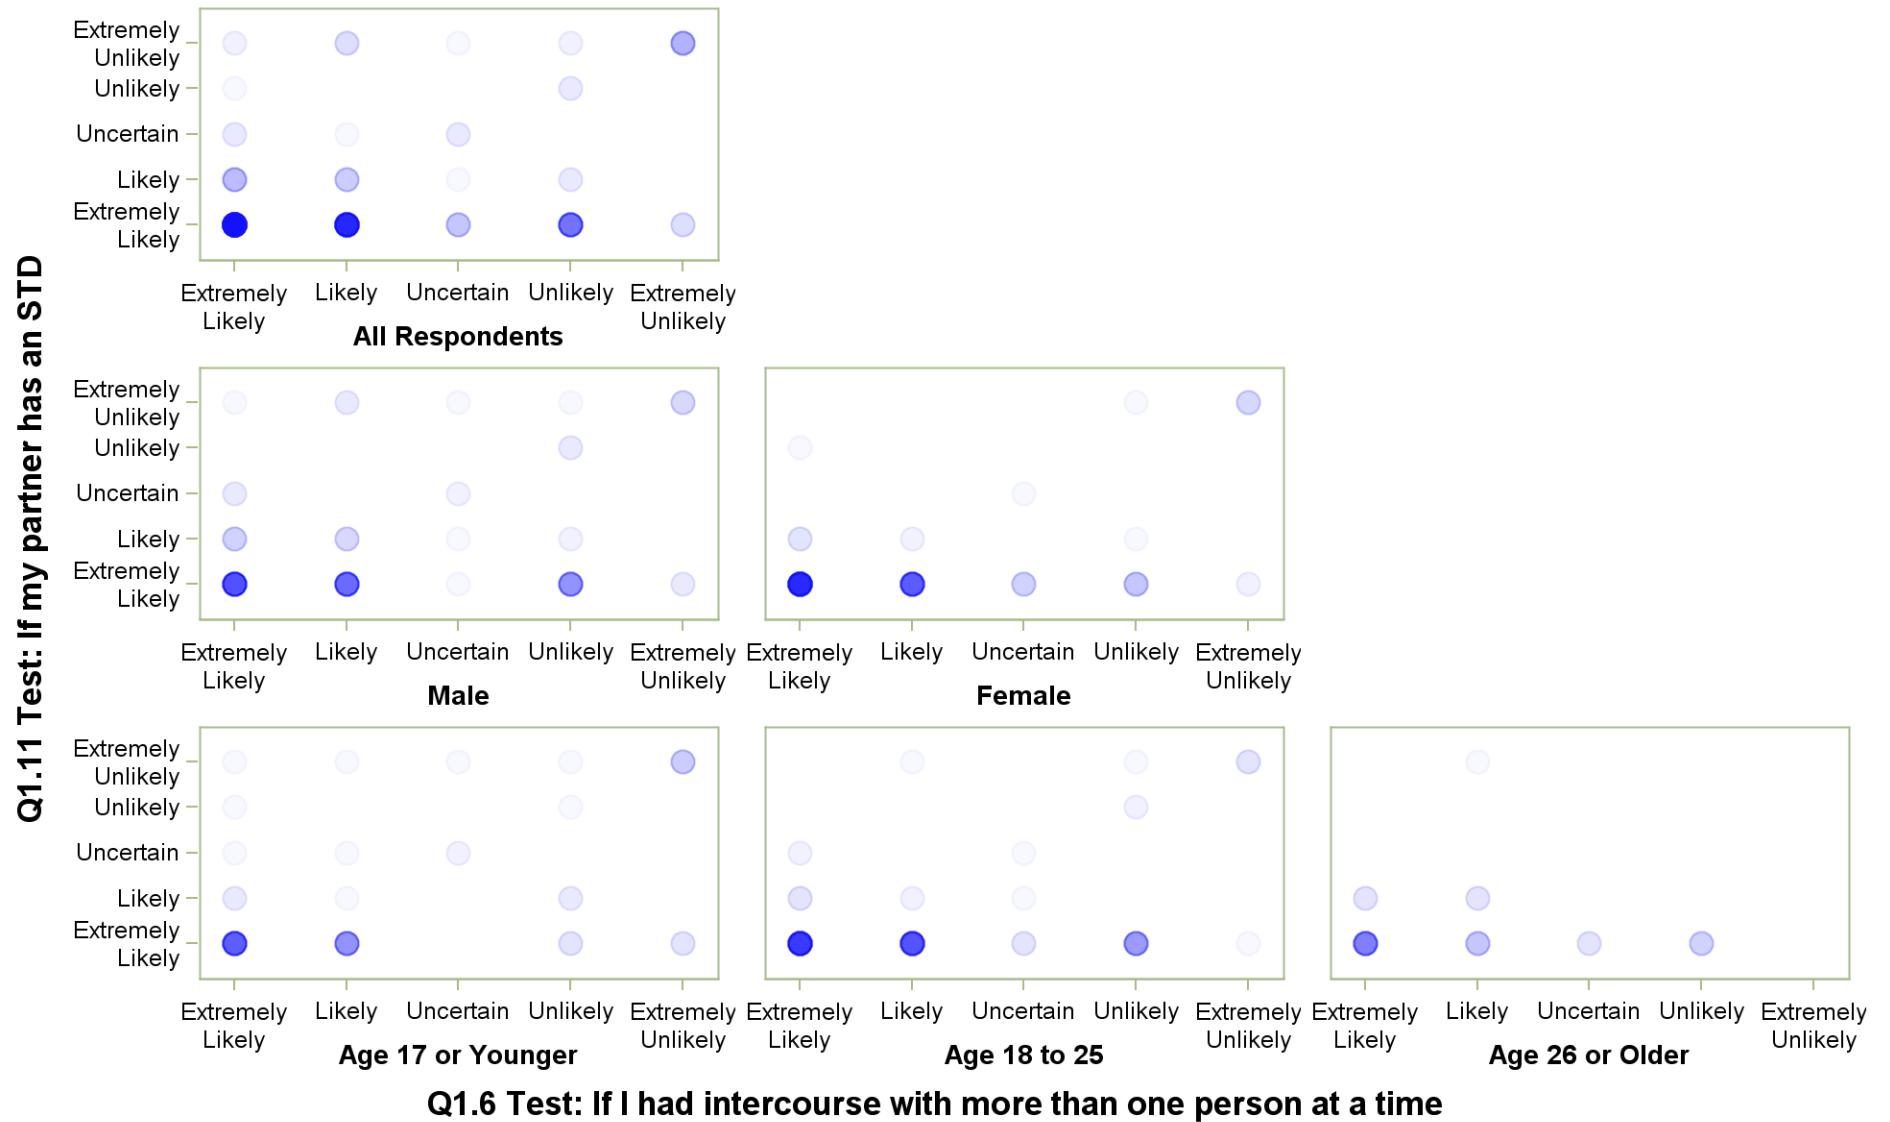 Extremely
Unlikely
Unlikely
Uncertain
Likely
Extremely
Likely
Extremely
Likely
Likely
Uncertain
Unlikely
Extremely
Unlikely
All Respondents
Extremely
Unlikely
Unlikely
Uncertain
Likely
Extremely
Likely
Extremely
Likely
Likely
Uncertain
Unlikely
Extremely
Unlikely
Male
Extremely
Likely
Likely
Uncertain
Unlikely
Extremely
Unlikely
Female
Extremely
Unlikely
Unlikely
Uncertain
Likely
Extremely
Likely
Extremely
Likely
Likely
Uncertain
Unlikely
Extremely
Unlikely
Age 17 or Younger
Extremely
Likely
Likely
Uncertain
Unlikely
Extremely
Unlikely
Age 18 to 25
Extremely
Likely
Likely
Uncertain
Unlikely
Extremely
Unlikely
Age 26 or Older
Q1.11 Test: If my partner has an STD
Q1.6 Test: If I had intercourse with more than one person at a time